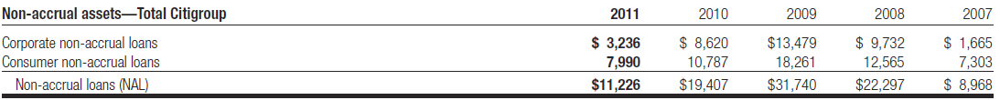 Non-accrual assets—Total Citigroup 2011 2010 2009 2008 2007
Corporate non-accrual loans $ 3,236 $ 8,620 $13,479 $ 9,732 $ 1,665
Consumer non-accrual loans 7,990 10,787 18,261 12,565 7,303
Non-accrual loans (NAL) $11,226 $19,407 $31,740 $22,297 $ 8,968